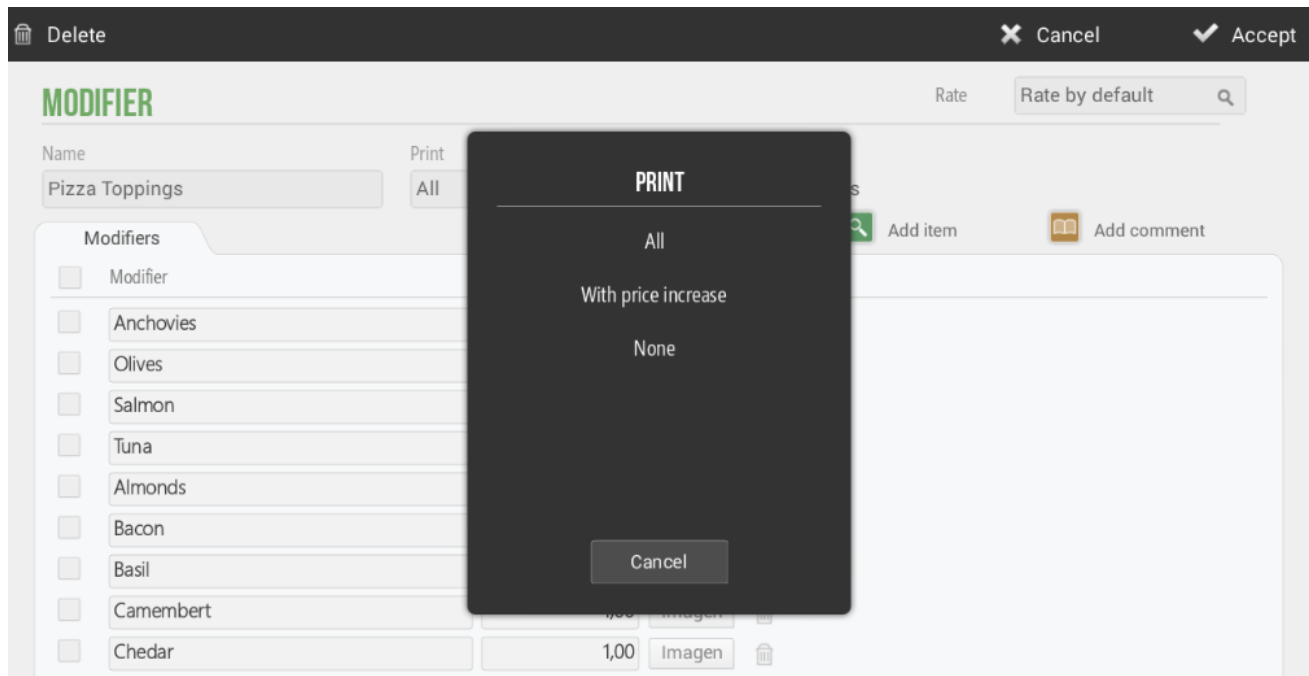 Delete
Cancel
Accept
MODIFIER
Rate
Rate by default
Name
Print
Pizza Toppings
All
Modifiers
Add item
Add comment
Modifier
Anchovies
Olives
Salmon
Tuna
Almonds
Bacon
Basil
Camembert
Chedar
1,00
Imagen
PRINT
All
With price increase
None
Cancel